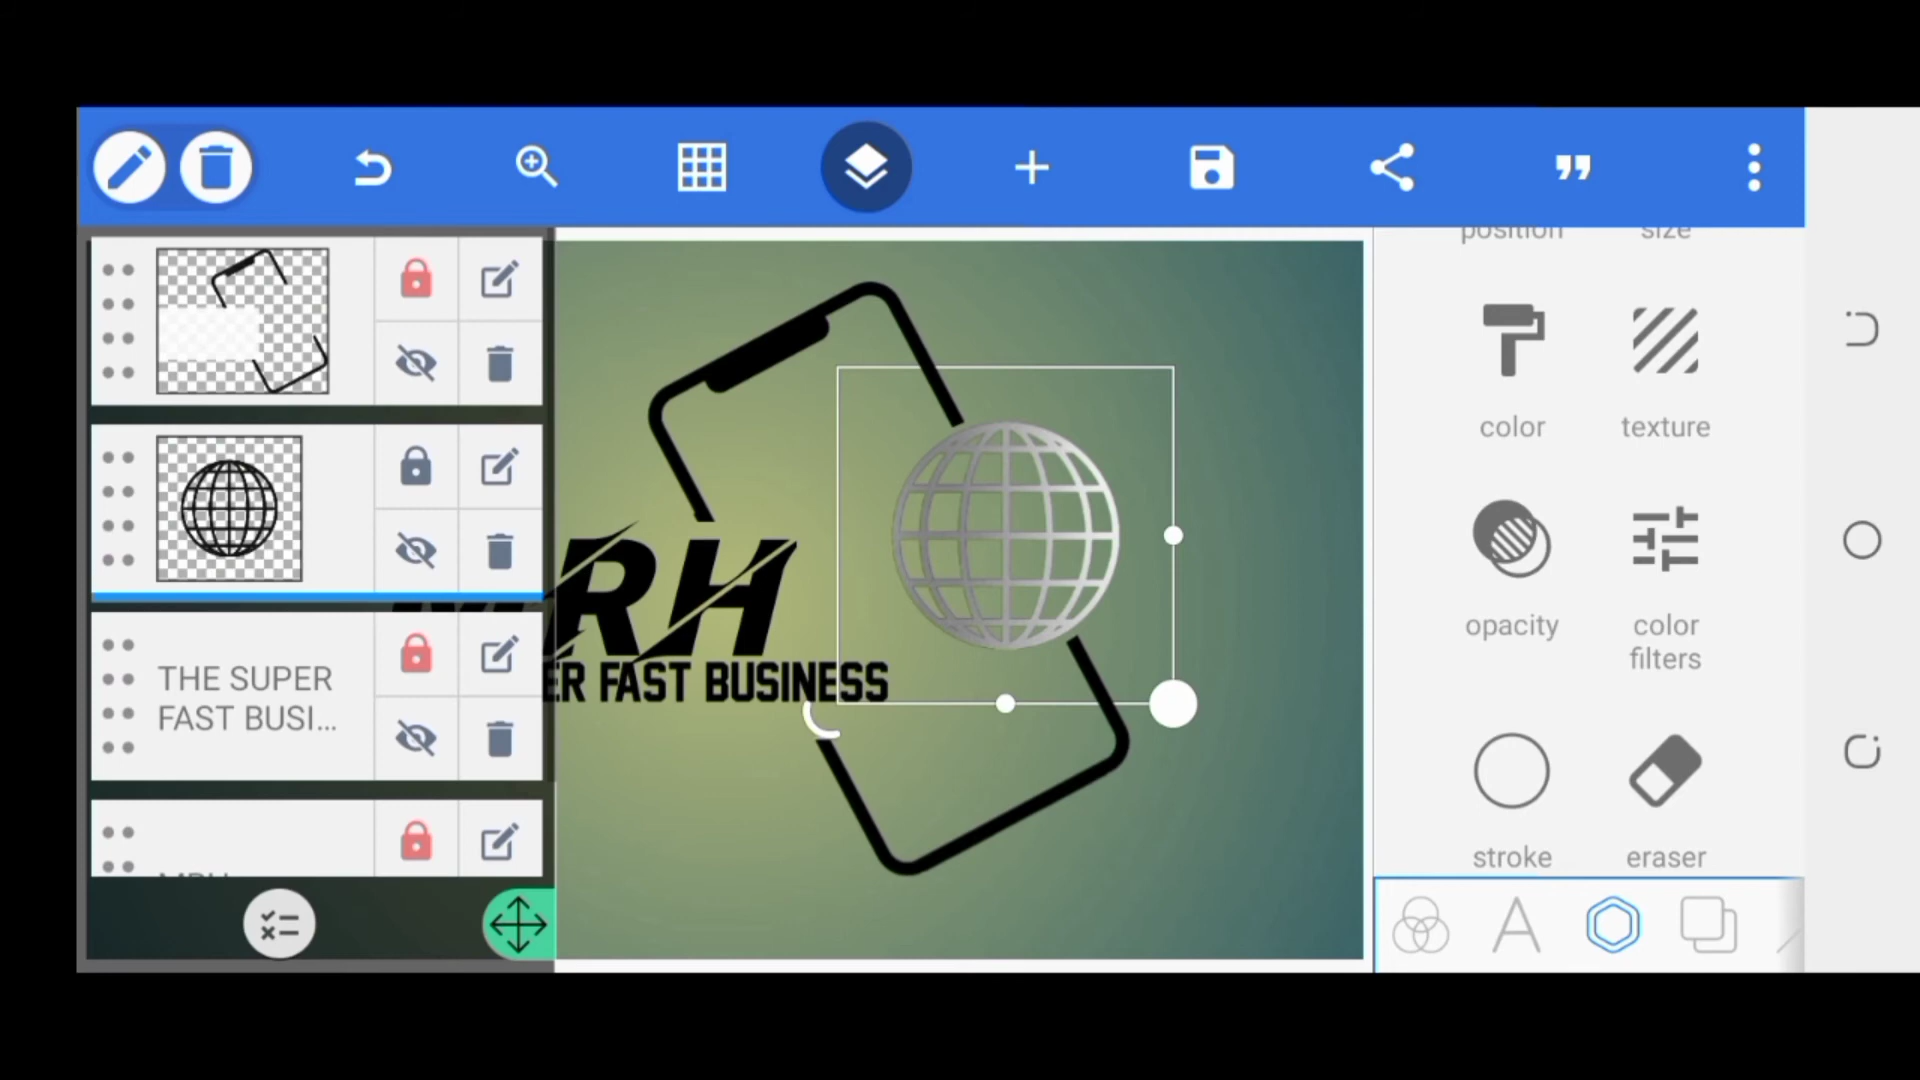 position size
color texture
opacity color filters
stroke eraser
THE SUPER
FAST BUSI...
RH
ER FAST BUSINESS